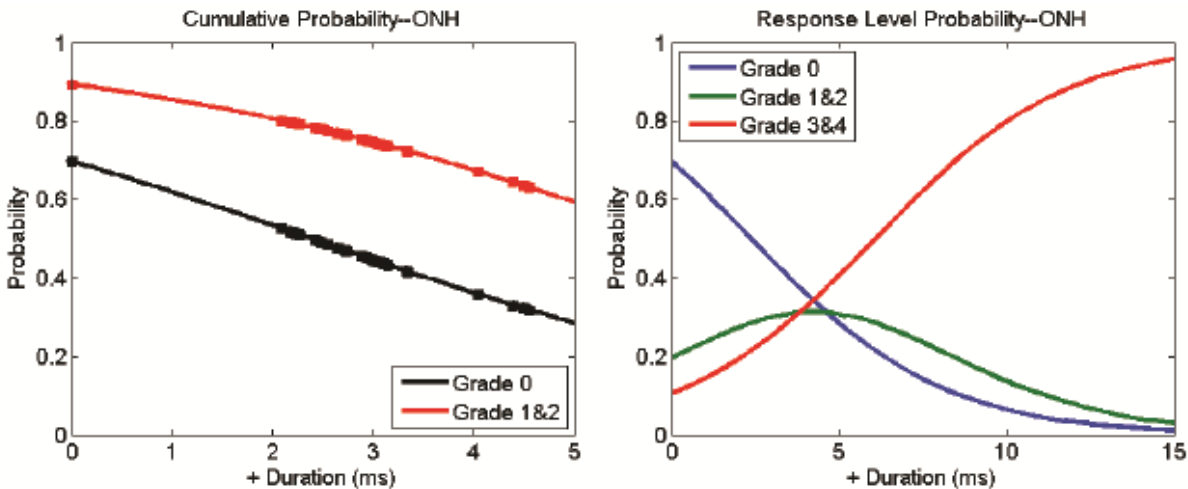 Cumulative Probability--ONH
1
0.8
0.6
0.4
0.2
0
Probability
0 1 2 3 4 5
+ Duration (ms)
Grade 0
Grade 1&2
Response Level Probability--ONH
1
0.8
0.6
0.4
0.2
0
Probability
0 5 10 15
+ Duration (ms)
Grade 0
Grade 1&2
Grade 3&4